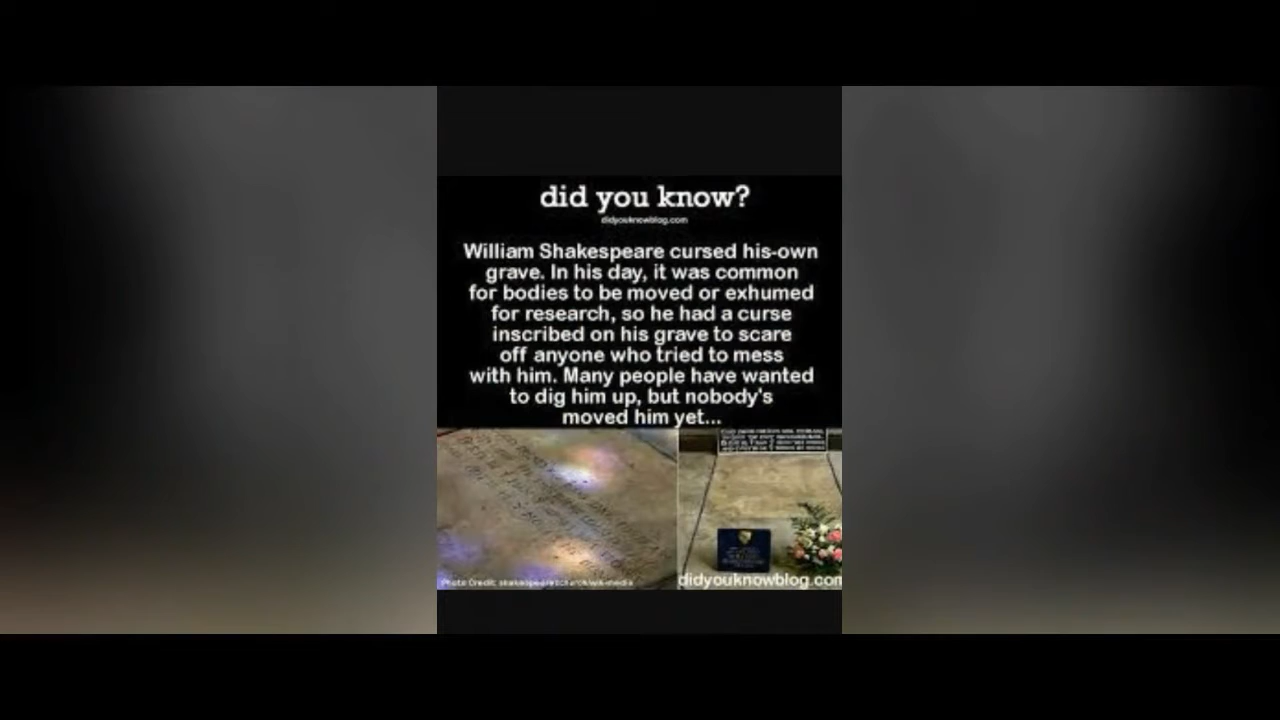 did you know?
didyouknowblog.com
William Shakespeare cursed his-own
grave. In his day, it was common
for bodies to be moved or exhumed
for research, so he had a curse
inscribed on his grave to scare
off anyone who tried to mess
with him. Many people have wanted
to dig him up, but nobody's
moved him yet...
Photo Credit:
didyouknowblog.com